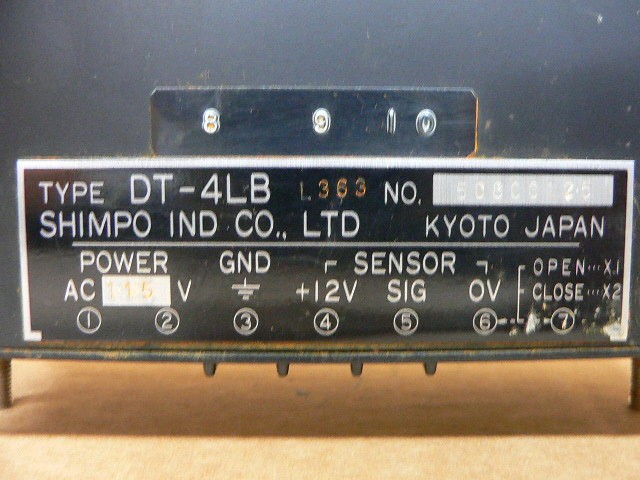 8 9 10
TYPE DT-4LB L363 NO.
SHIMPO IND CO., LTD KYOTO JAPAN
POWER GND SENSOR OPEN…X1
AC 115 V +12V SIG 0V CLOSE…X2
① ② ③ ④ ⑤ ⑥ ⑦